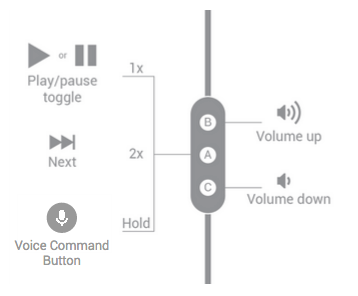 or
1x
Play/pause
toggle
B
Volume up
2x
A
Next
C
Volume down
Hold
Voice Command
Button